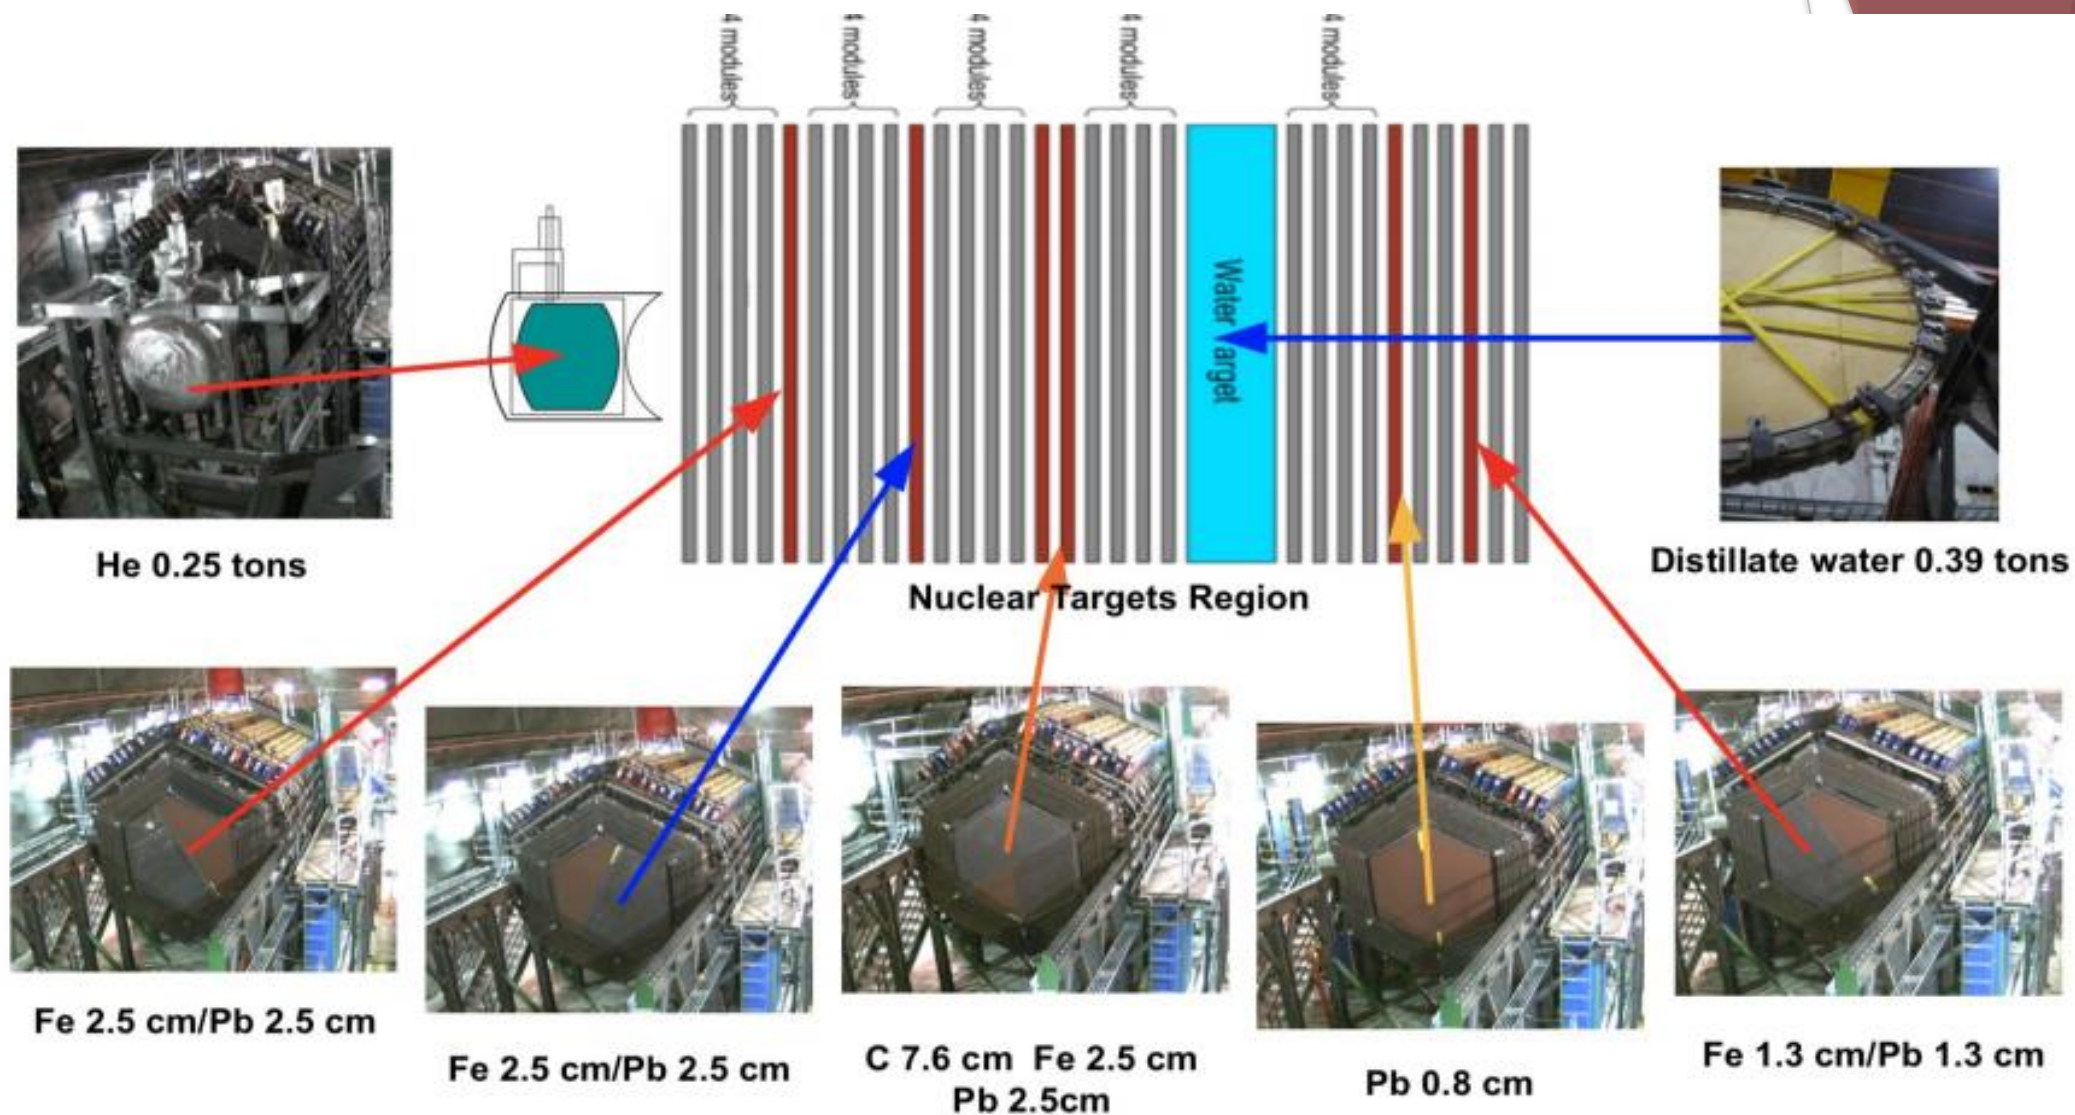 4 modules
4 modules
4 modules
4 modules
4 modules
Water arget
He 0.25 tons
Distillate water 0.39 tons
Nuclear Targets Region
Fe 2.5 cm/Pb 2.5 cm
Fe 2.5 cm/Pb 2.5 cm
C 7.6 cm Fe 2.5 cm
Pb 2.5cm
Pb 0.8 cm
Fe 1.3 cm/Pb 1.3 cm